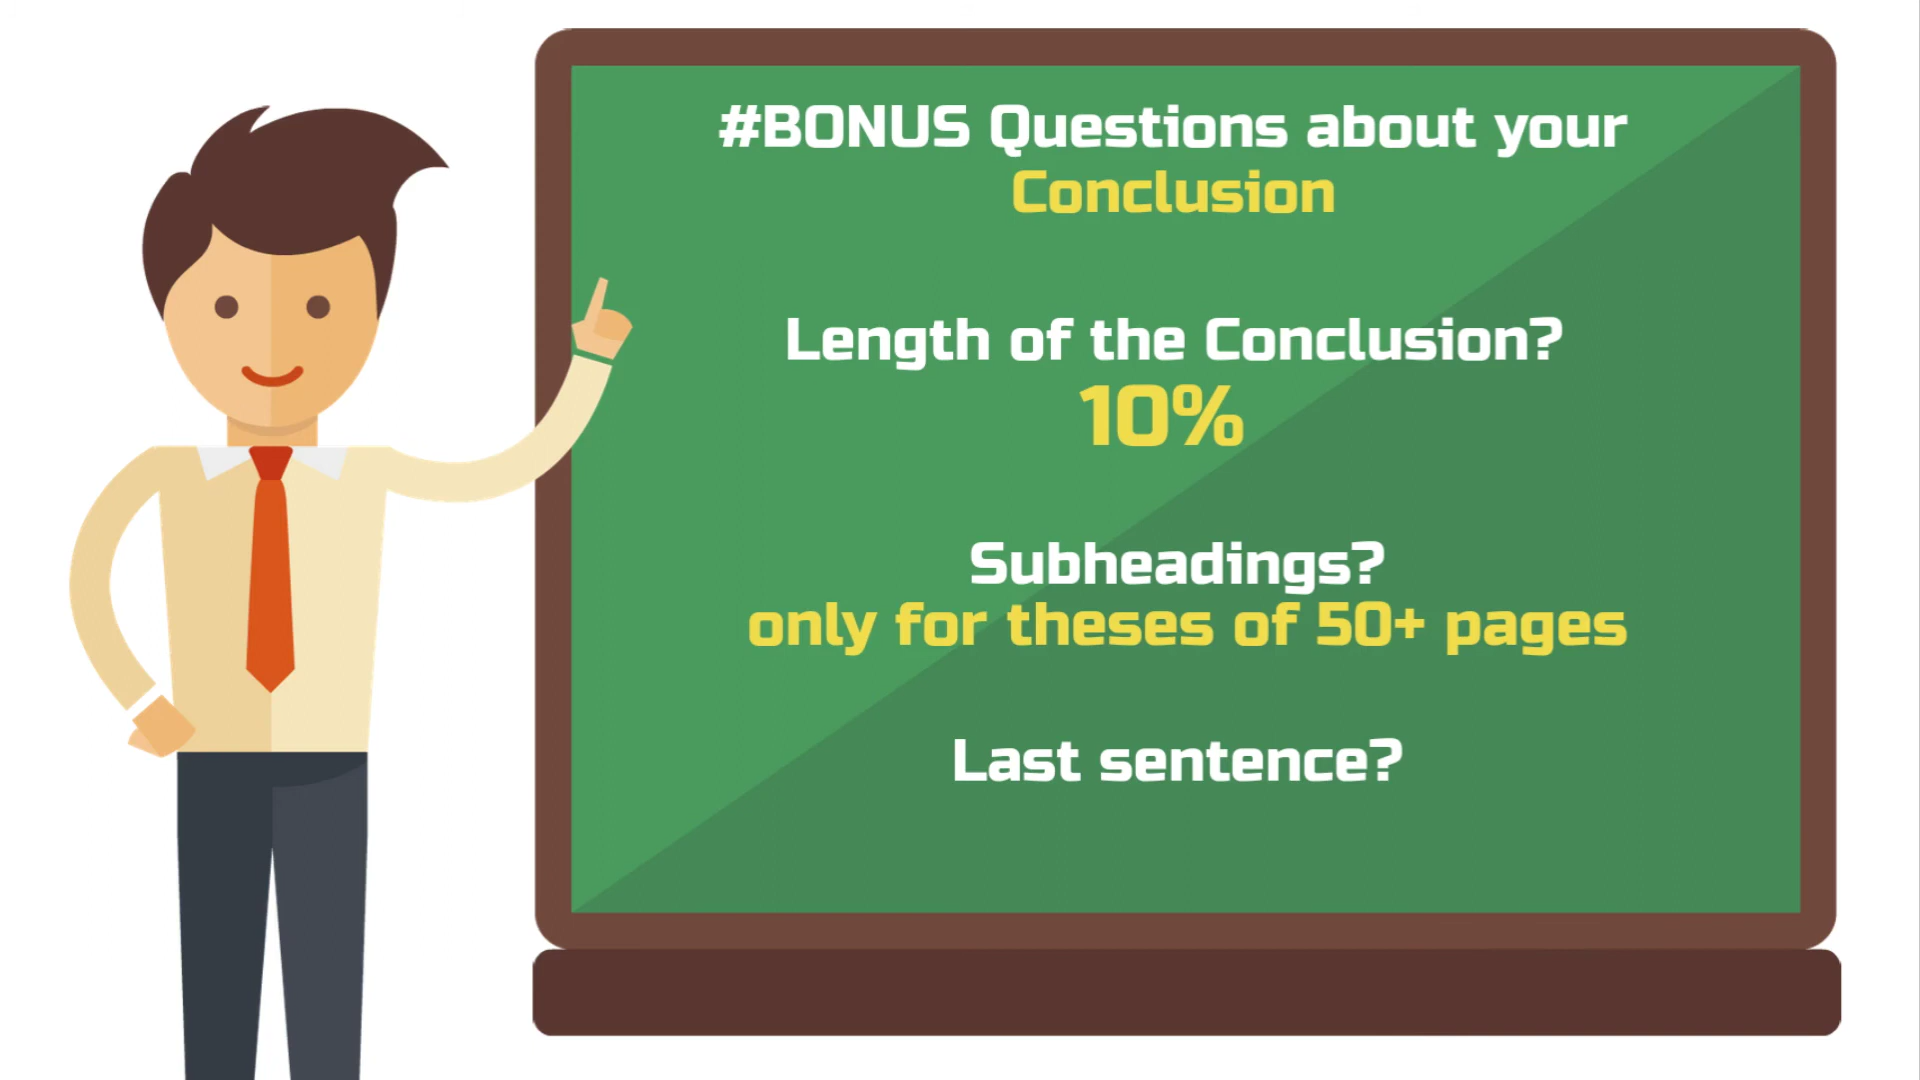 #BONUS Questions about your
Conclusion
Length of the Conclusion?
10%
Subheadings?
only for theses of 50+ pages
Last sentence?